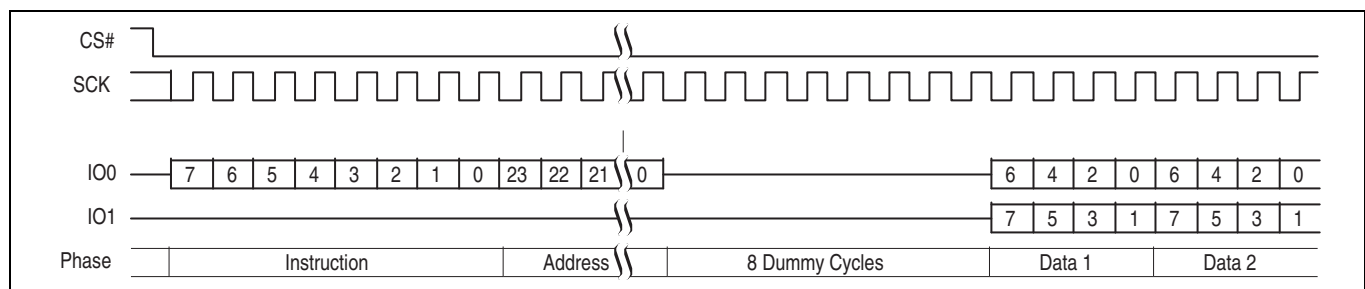 CS#
SCK
IO0 7 6 5 4 3 2 1 0 23 22 21 0 6 4 2 0 6 4 2 0
IO1 7 5 3 1 7 5 3 1
Phase Instruction Address 8 Dummy Cycles Data 1 Data 2